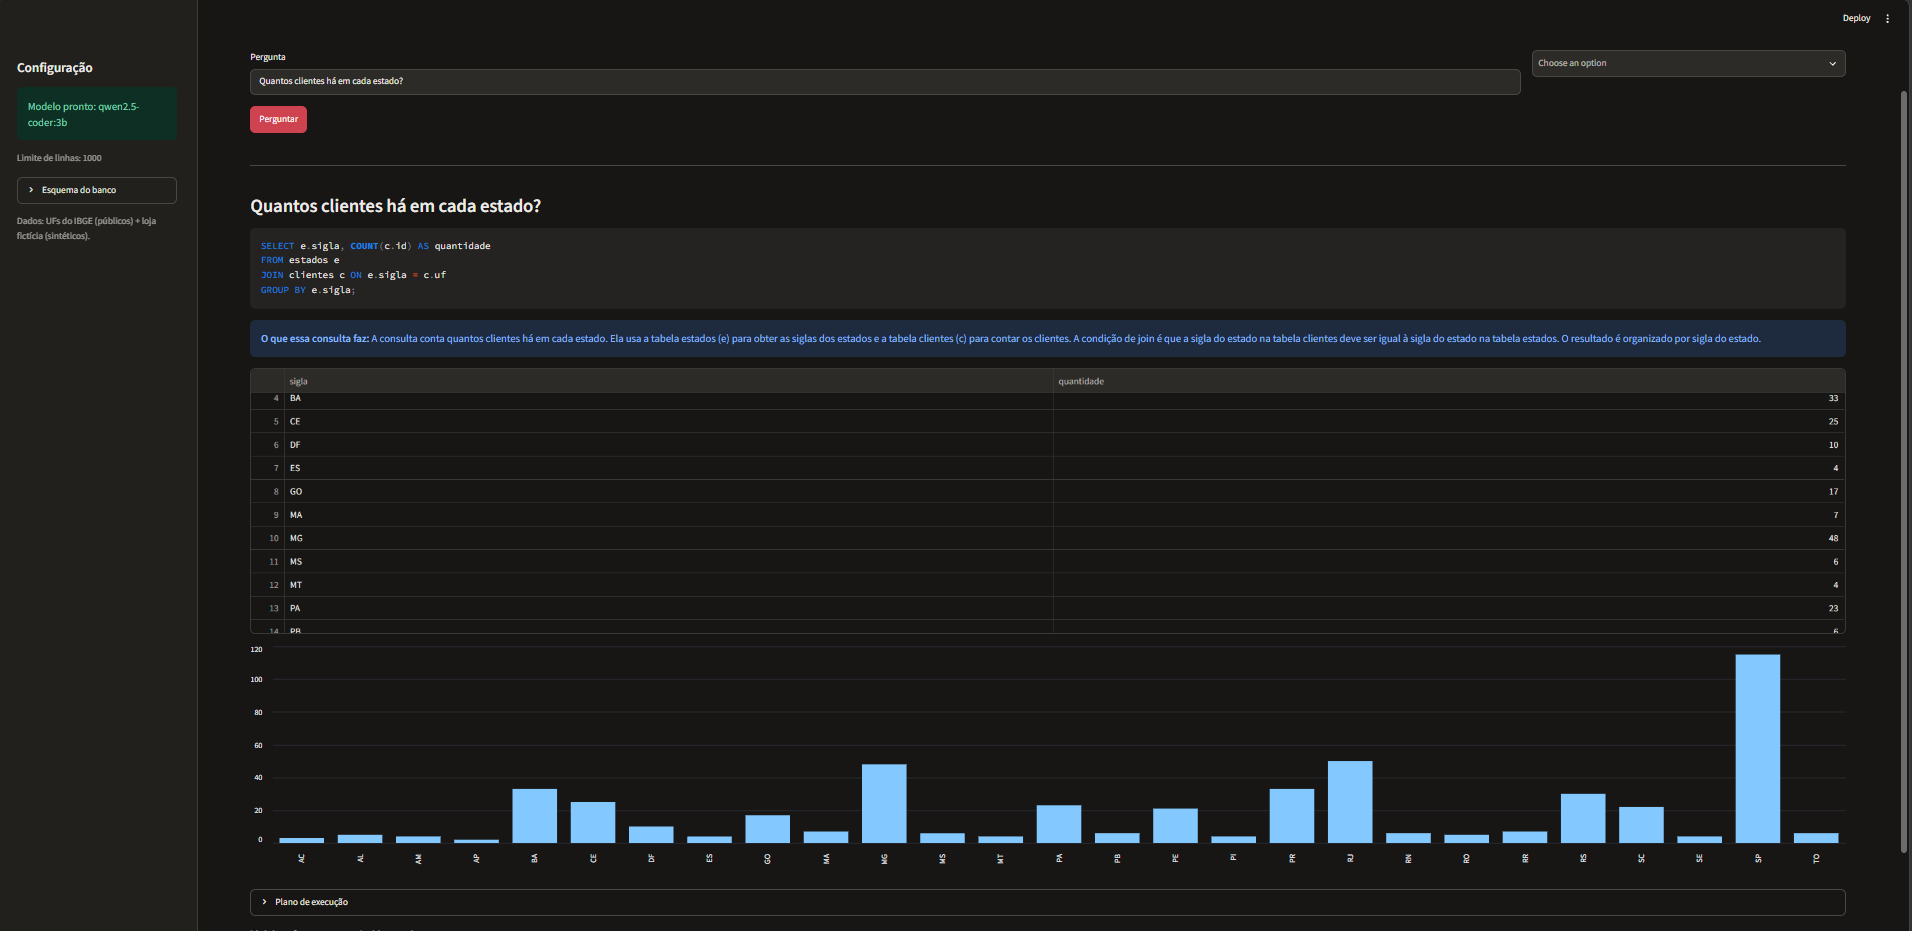 Deploy
Configuração
Modelo pronto: qwen2.5-
coder:3b
Limite de linhas: 1000
Esquema do banco
Dados: UFs do IBGE (públicos) + loja
fictícia (sintéticos).
Pergunta
Quantos clientes há em cada estado?
Choose an option
Perguntar
Quantos clientes há em cada estado?
SELECT e.sigla, COUNT(c.id) AS quantidade
FROM estados e
JOIN clientes c ON e.sigla = c.uf
GROUP BY e.sigla;
O que essa consulta faz: A consulta conta quantos clientes há em cada estado. Ela usa a tabela estados (e) para obter as siglas dos estados e a tabela clientes (c) para contar os clientes. A condição de join é que a sigla do estado na tabela clientes deve ser igual à sigla do estado na tabela estados. O resultado é organizado por sigla do estado.
sigla quantidade
4 BA 33
5 CE 25
6 DF 10
7 ES 4
8 GO 17
9 MA 7
10 MG 48
11 MS 6
12 MT 4
13 PA 23
14 PB 6
120
100
80
60
40
20
0
AC AL AM AP BA CE DF ES GO MA MG MS MT PA PB PE PI PR RJ RN RO RR RS SC SE SP TO
Plano de execução